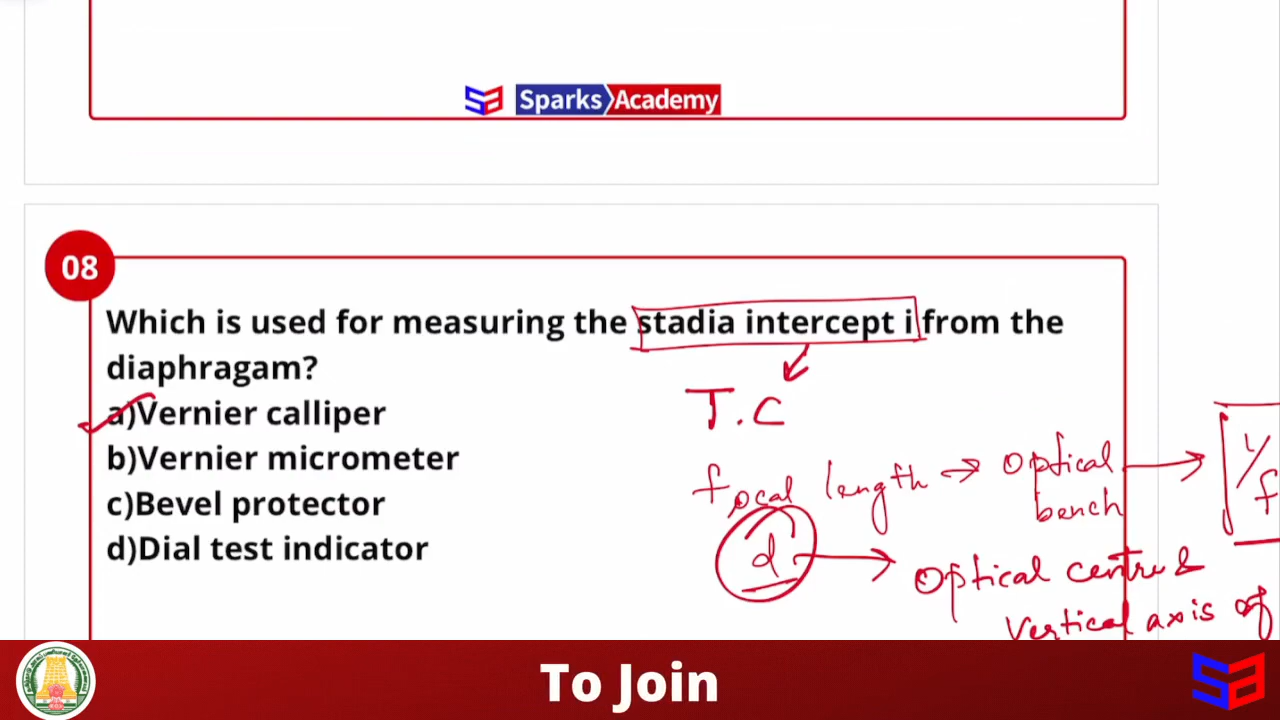 Sparks Academy
08
Which is used for measuring the stadia intercept i from the
diaphragam?
a)Vernier calliper
b)Vernier micrometer
c)Bevel protector
d)Dial test indicator
T.C
focal length → optical
bench
1/f
d → optical centre &
vertical axis of
To Join